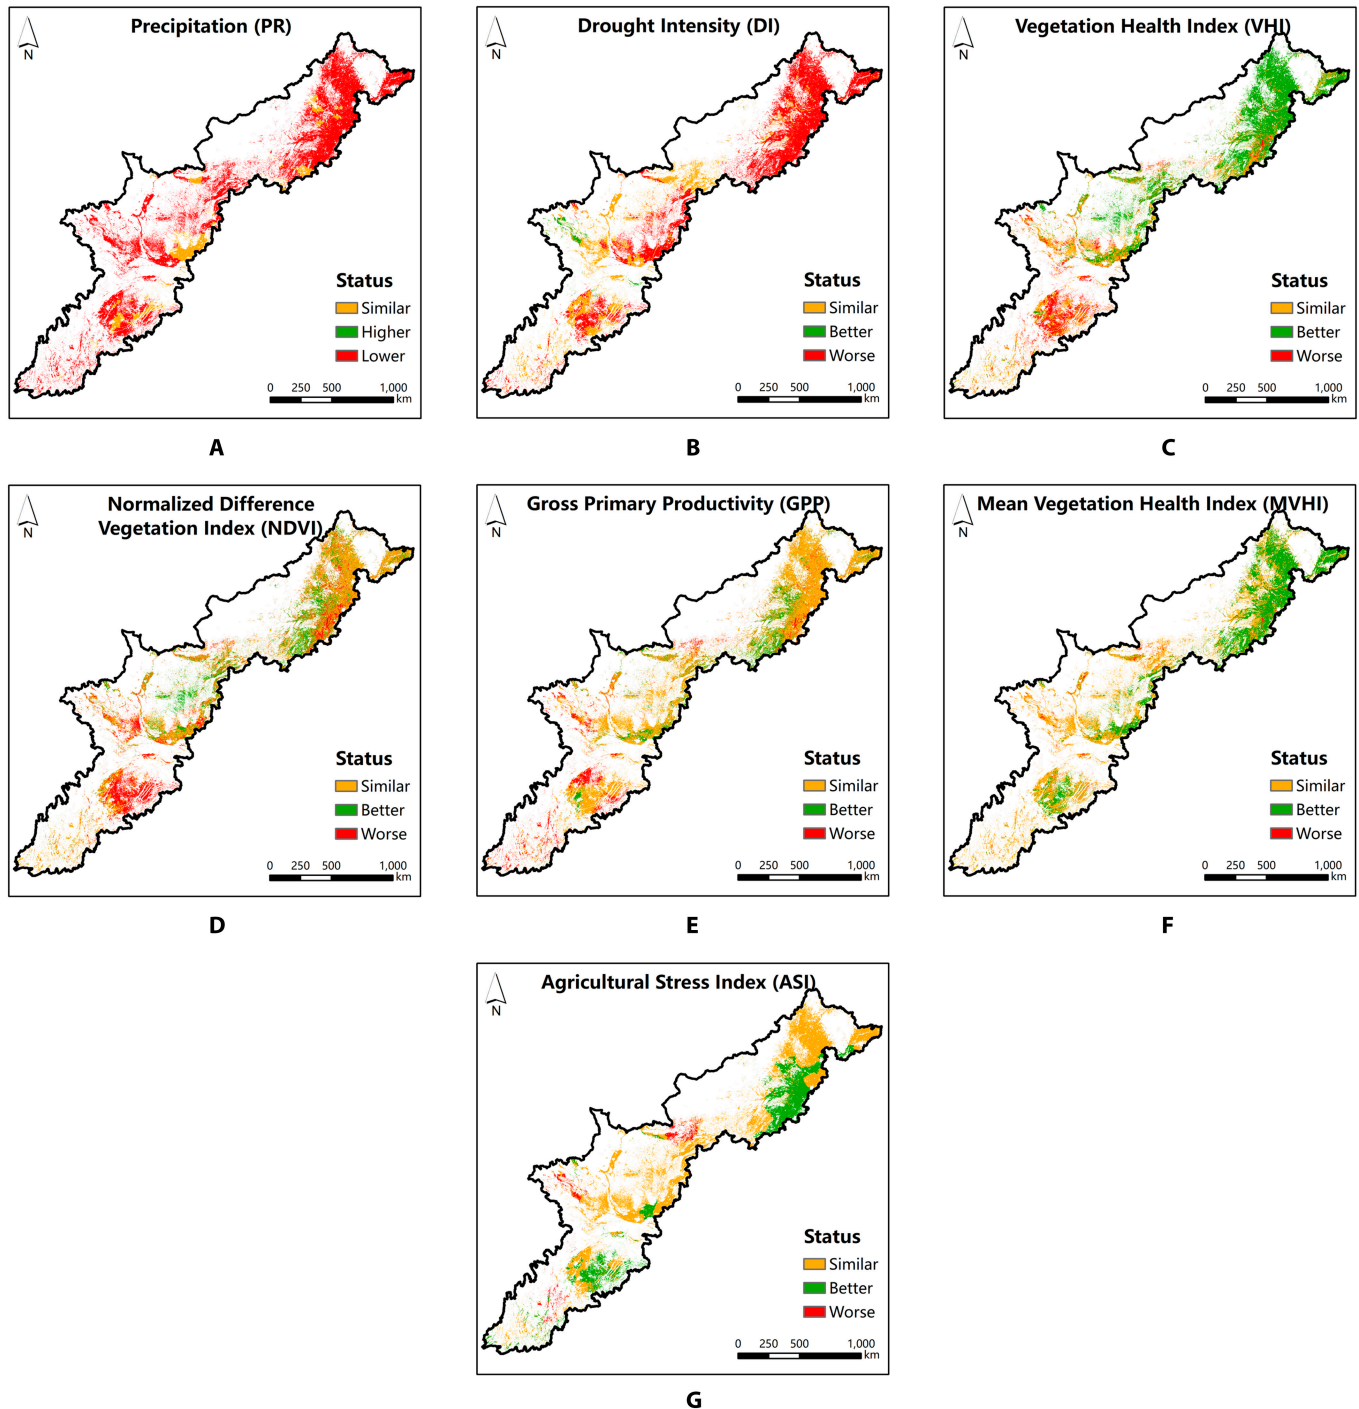 Precipitation (PR)
N
Status
Similar
Higher
Lower
0 250 500 1,000
km
A
Drought Intensity (DI)
N
Status
Similar
Better
Worse
0 250 500 1,000
km
B
Vegetation Health Index (VHI)
N
Status
Similar
Better
Worse
0 250 500 1,000
km
C
Normalized Difference
Vegetation Index (NDVI)
N
Status
Similar
Better
Worse
0 250 500 1,000
km
D
Gross Primary Productivity (GPP)
N
Status
Similar
Better
Worse
0 250 500 1,000
km
E
Mean Vegetation Health Index (MVHI)
N
Status
Similar
Better
Worse
0 250 500 1,000
km
F
Agricultural Stress Index (ASI)
N
Status
Similar
Better
Worse
0 250 500 1,000
km
G